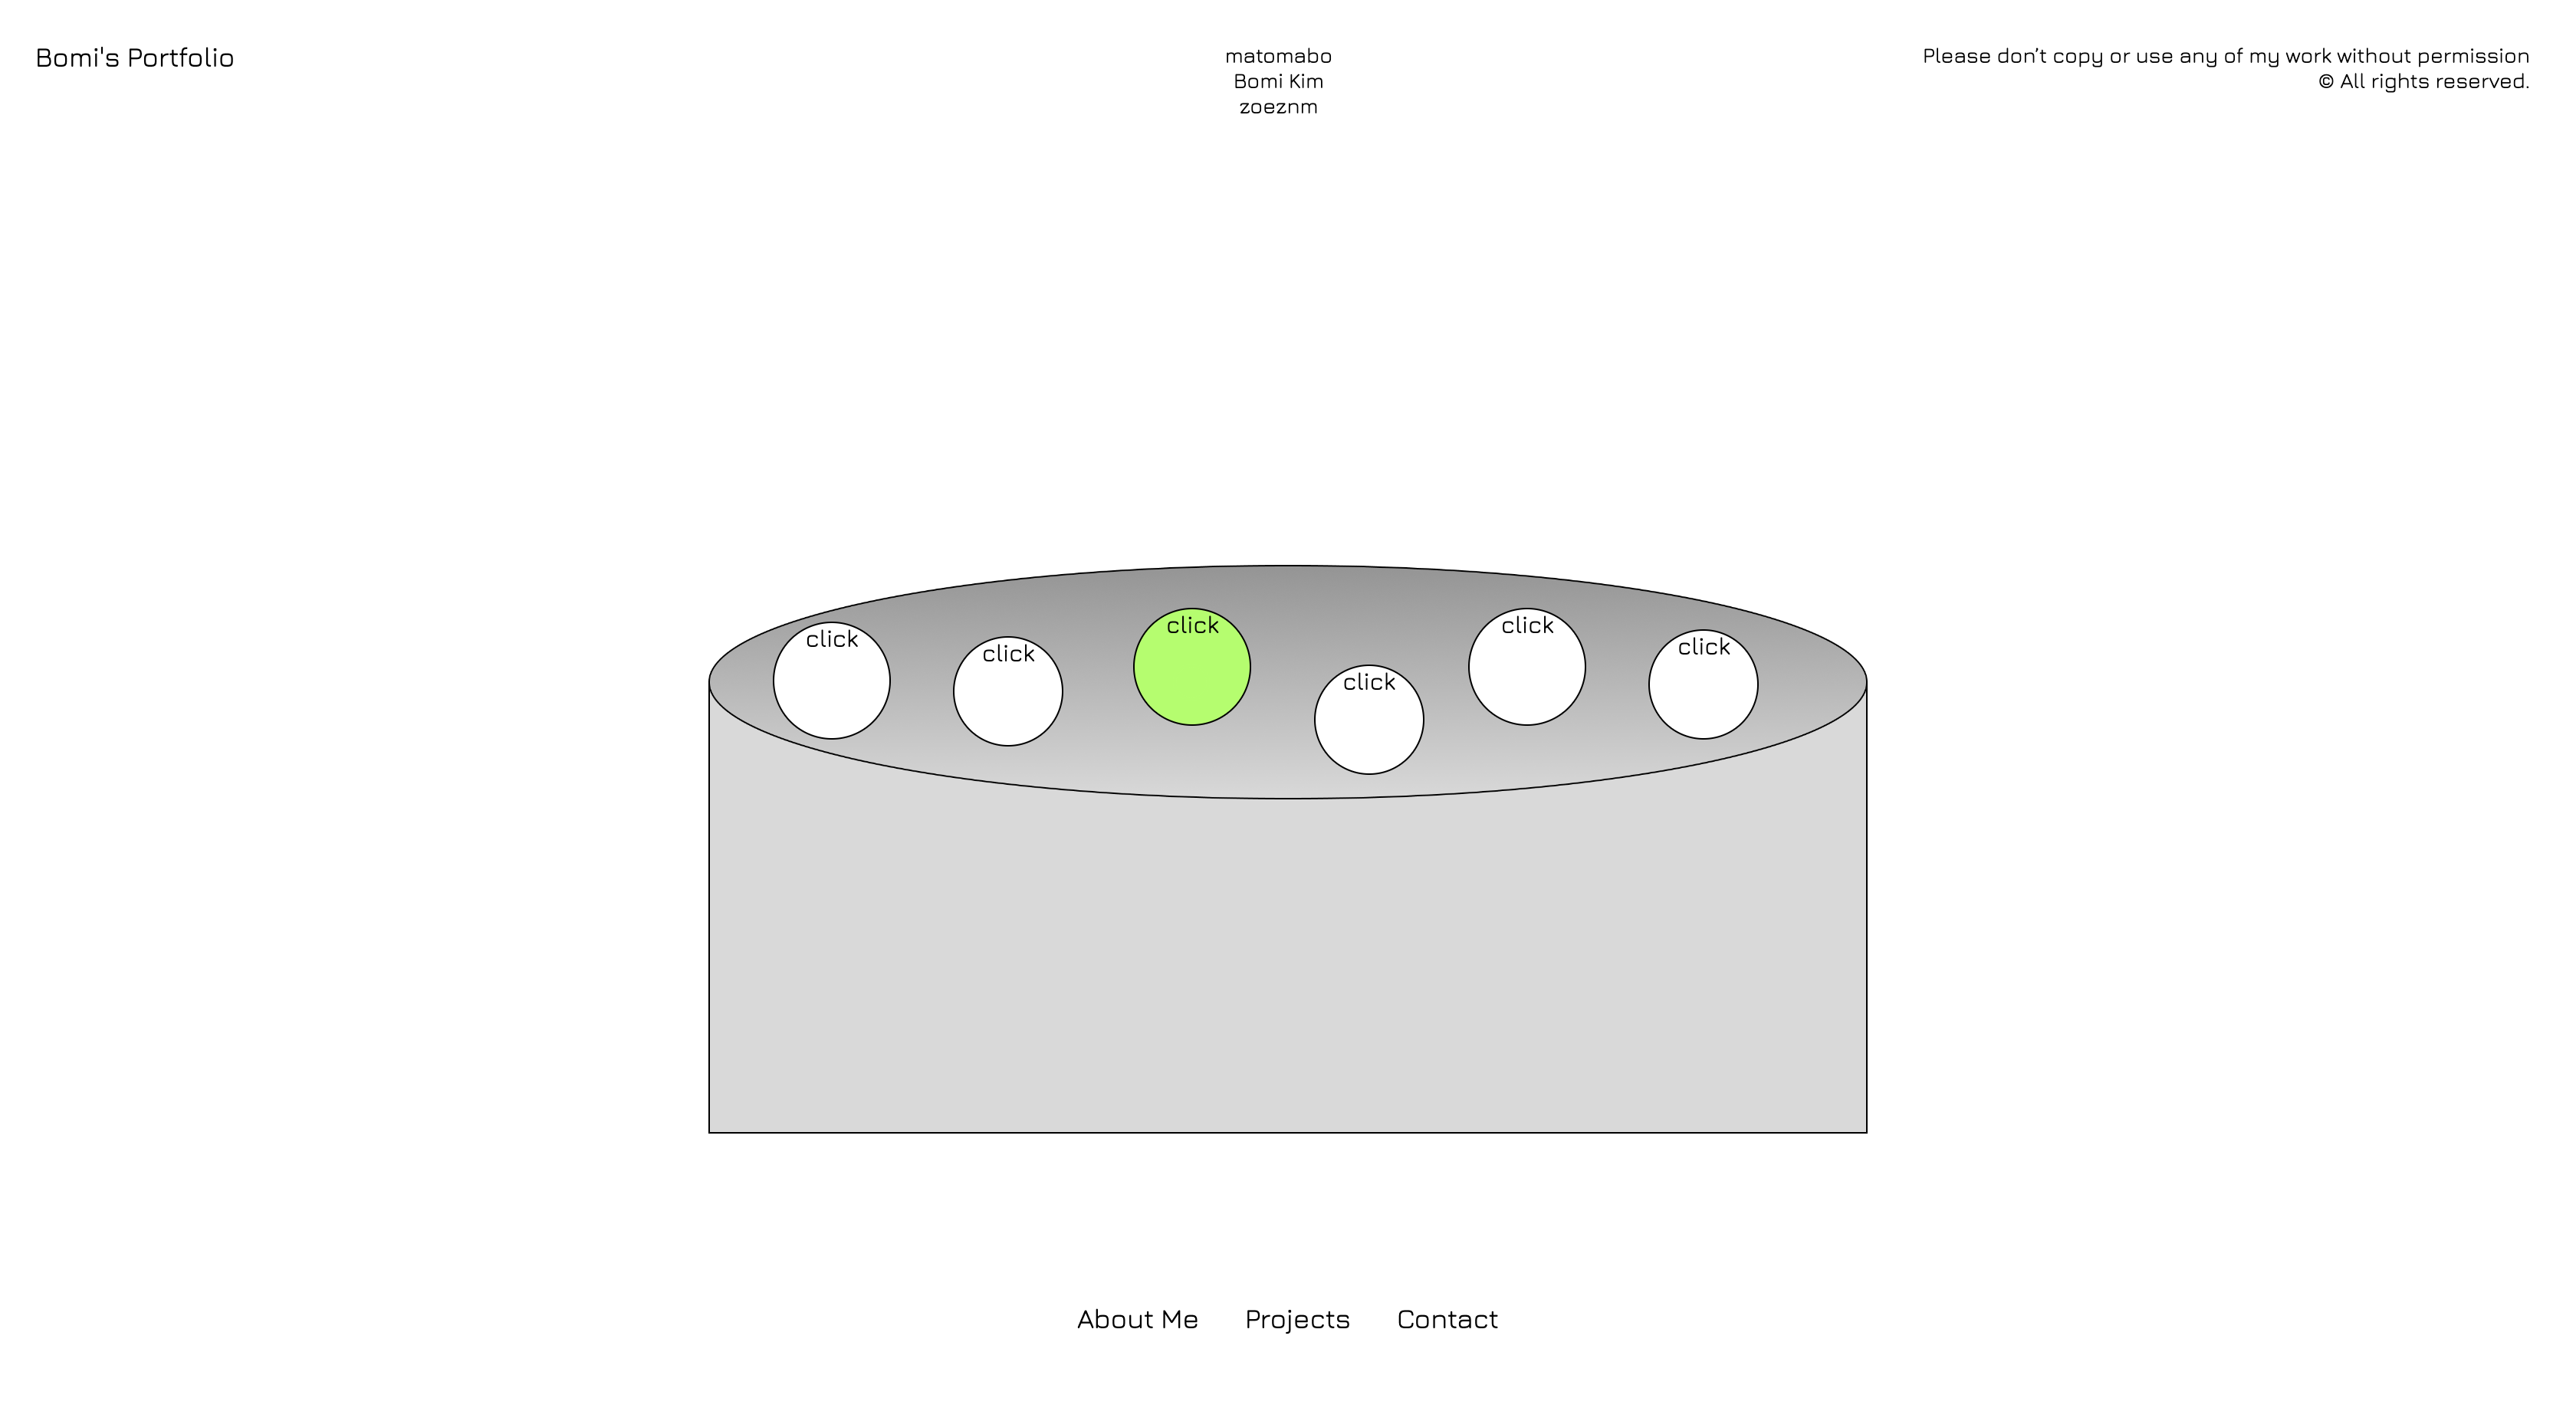 Bomi's Portfolio
matomabo
Bomi Kim
zoeznm
Please don’t copy or use any of my work without permission
© All rights reserved.
click
click
click
click
click
click
About Me
Projects
Contact